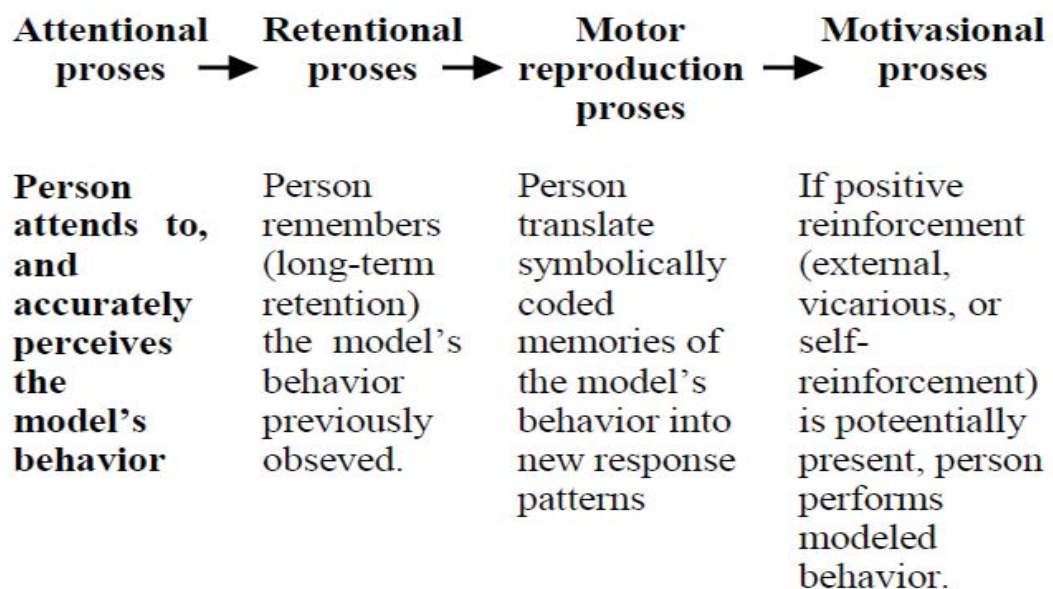 Attentional proses
Retentional proses
Motor reproduction proses
Motivasional proses
Person
attends to,
and
accurately
perceives
the
model's
behavior
Person
remembers
(long-term
retention)
the model's
behavior
previously
obseved.
Person
translate
symbolically
coded
memories of
the model's
behavior into
new response
patterns
If positive
reinforcement
(external,
vicarious, or
self-
reinforcement)
is poteentially
present, person
performs
modeled
behavior.